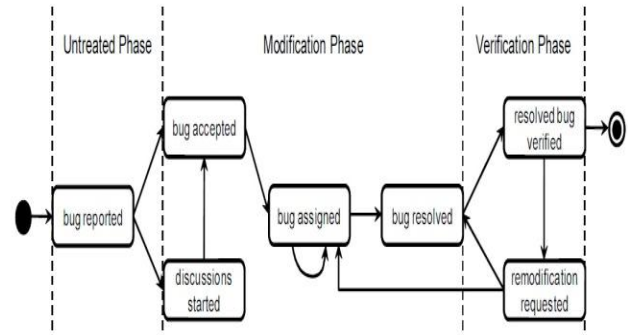 Untreated Phase
Modification Phase
Verification Phase
bug accepted
resolved bug
verified
bug reported
bug assigned
bug resolved
discussions
started
remodification
requested